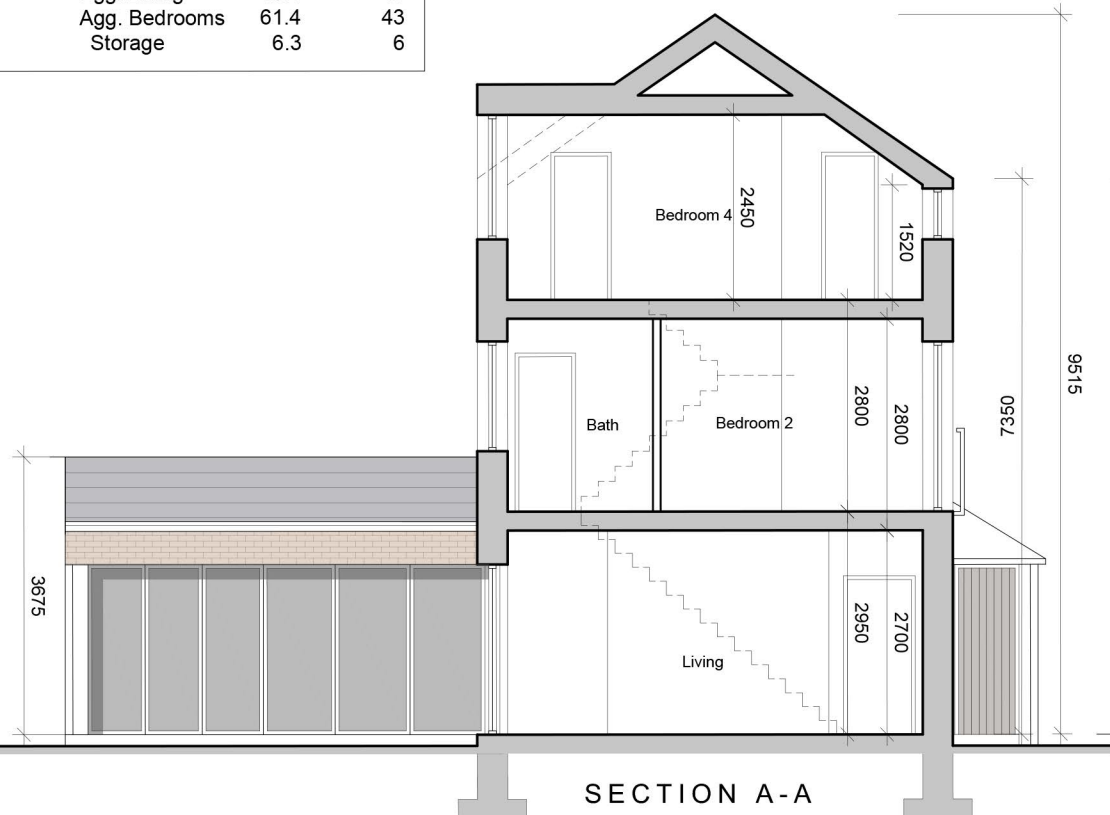 Agg. Bedrooms 61.4 43
Storage 6.3 6
Bedroom 4
2450
1520
9515
7350
Bath
Bedroom 2
2800
2800
3675
2950
2700
Living
SECTION A-A